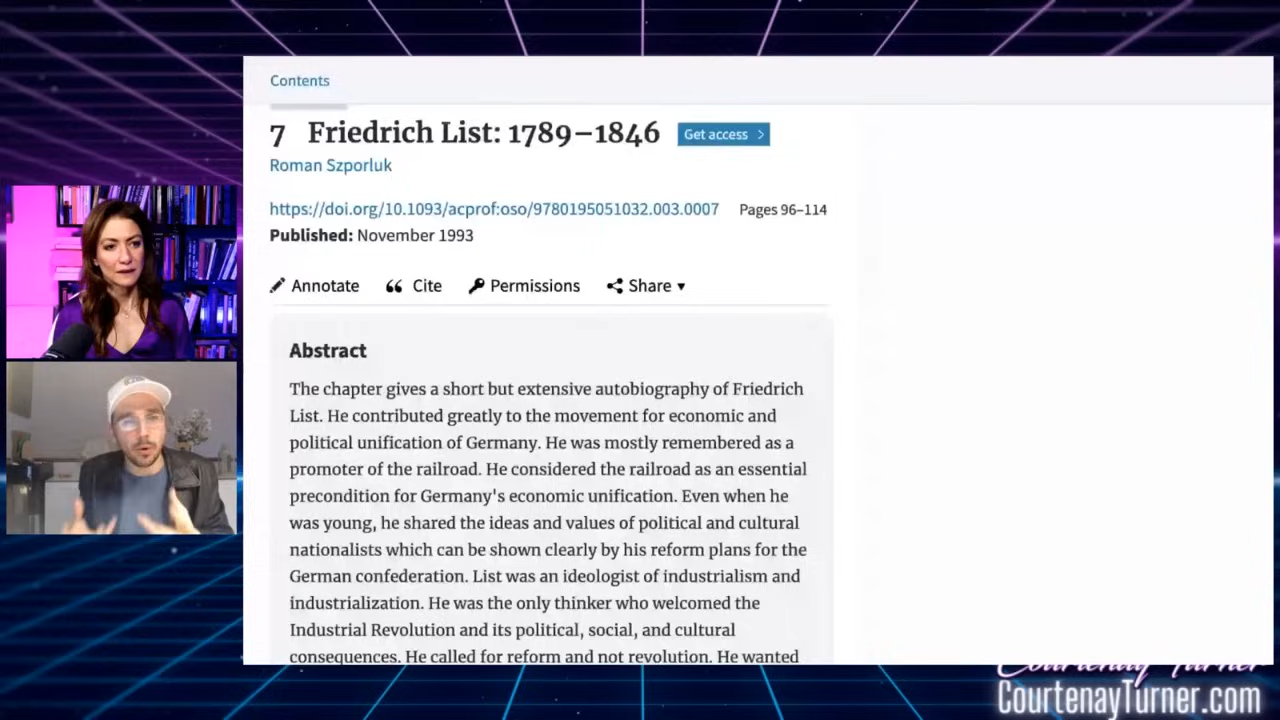 Contents
7 Friedrich List: 1789–1846 Get access
Roman Szporluk
https://doi.org/10.1093/acprof:oso/9780195051032.003.0007 Pages 96–114
Published: November 1993
Annotate Cite Permissions Share
Abstract
The chapter gives a short but extensive autobiography of Friedrich
List. He contributed greatly to the movement for economic and
political unification of Germany. He was mostly remembered as a
promoter of the railroad. He considered the railroad as an essential
precondition for Germany's economic unification. Even when he
was young, he shared the ideas and values of political and cultural
nationalists which can be shown clearly by his reform plans for the
German confederation. List was an ideologist of industrialism and
industrialization. He was the only thinker who welcomed the
Industrial Revolution and its political, social, and cultural
consequences. He called for reform and not revolution. He wanted
Courtenay Turner
CourtenayTurner.com